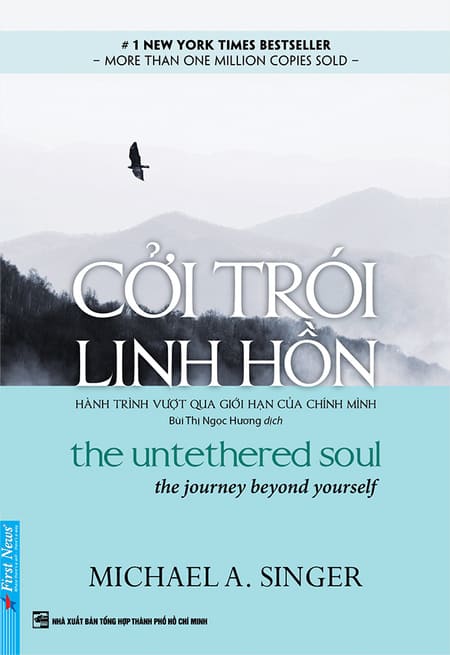 # 1 NEW YORK TIMES BESTSELLER
– MORE THAN ONE MILLION COPIES SOLD –
CỞI TRÓI
LINH HỒN
HÀNH TRÌNH VƯỢT QUA GIỚI HẠN CỦA CHÍNH MÌNH
Bùi Thị Ngọc Hương dịch
the untethered soul
the journey beyond yourself
First News®
MICHAEL A. SINGER
NHÀ XUẤT BẢN TỔNG HỢP THÀNH PHỐ HỒ CHÍ MINH